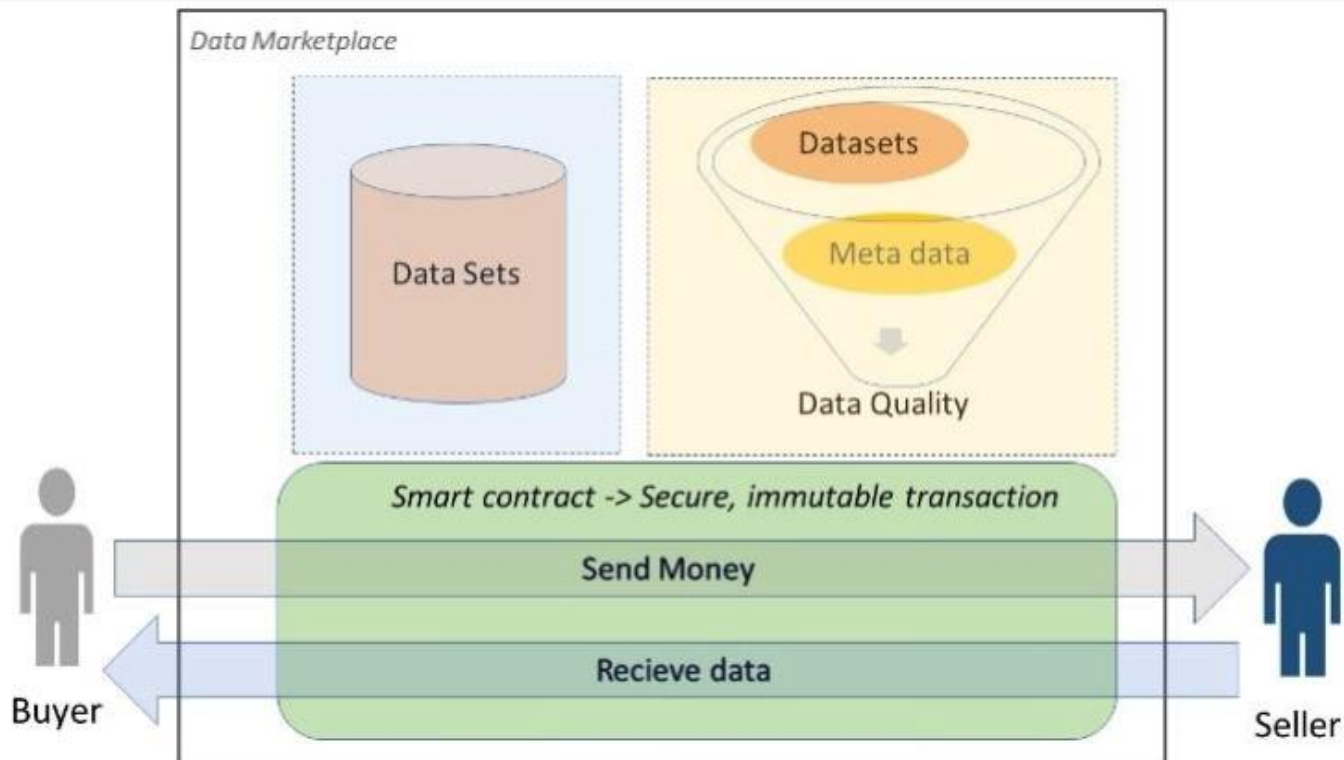 Data Marketplace
Data Sets
Datasets
Meta data
Data Quality
Smart contract -> Secure, immutable transaction
Send Money
Recieve data
Buyer
Seller